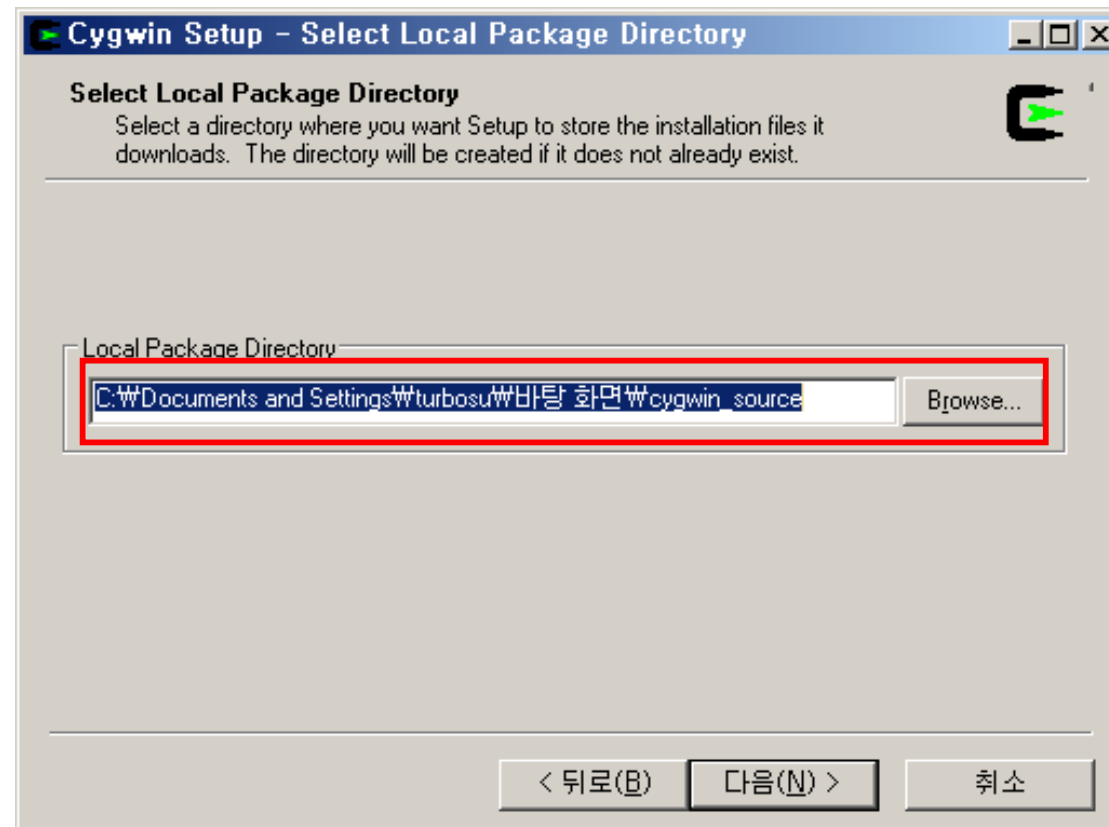 Cygwin Setup - Select Local Package Directory
Select Local Package Directory
Select a directory where you want Setup to store the installation files it
downloads. The directory will be created if it does not already exist.
Local Package Directory
C:₩Documents and Settings₩turbosu₩바탕 화면₩cygwin_source
Browse...
< 뒤로(B)
다음(N) >
취소